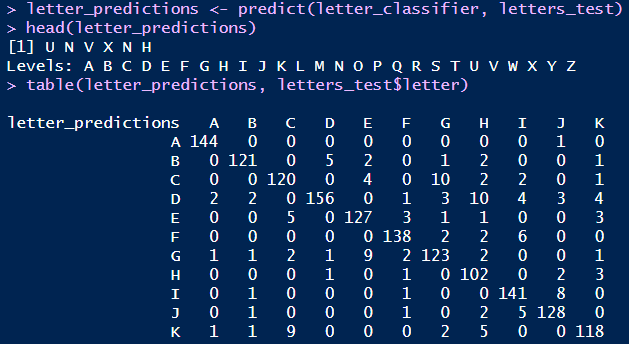 > letter_predictions <- predict(letter_classifier, letters_test)
> head(letter_predictions)
[1] U N V X N H
Levels: A B C D E F G H I J K L M N O P Q R S T U V W X Y Z
> table(letter_predictions, letters_test$letter)
letter_predictions A B C D E F G H I J K
A 144 0 0 0 0 0 0 0 0 1 0
B 0 121 0 5 2 0 1 2 0 0 1
C 0 0 120 0 4 0 10 2 2 0 1
D 2 2 0 156 0 1 3 10 4 3 4
E 0 0 5 0 127 3 1 1 0 0 3
F 0 0 0 0 0 138 2 2 6 0 0
G 1 1 2 1 9 2 123 2 0 0 1
H 0 0 0 1 0 1 0 102 0 2 3
I 0 1 0 0 0 1 0 0 141 8 0
J 0 1 0 0 0 1 0 2 5 128 0
K 1 1 9 0 0 0 2 5 0 0 118